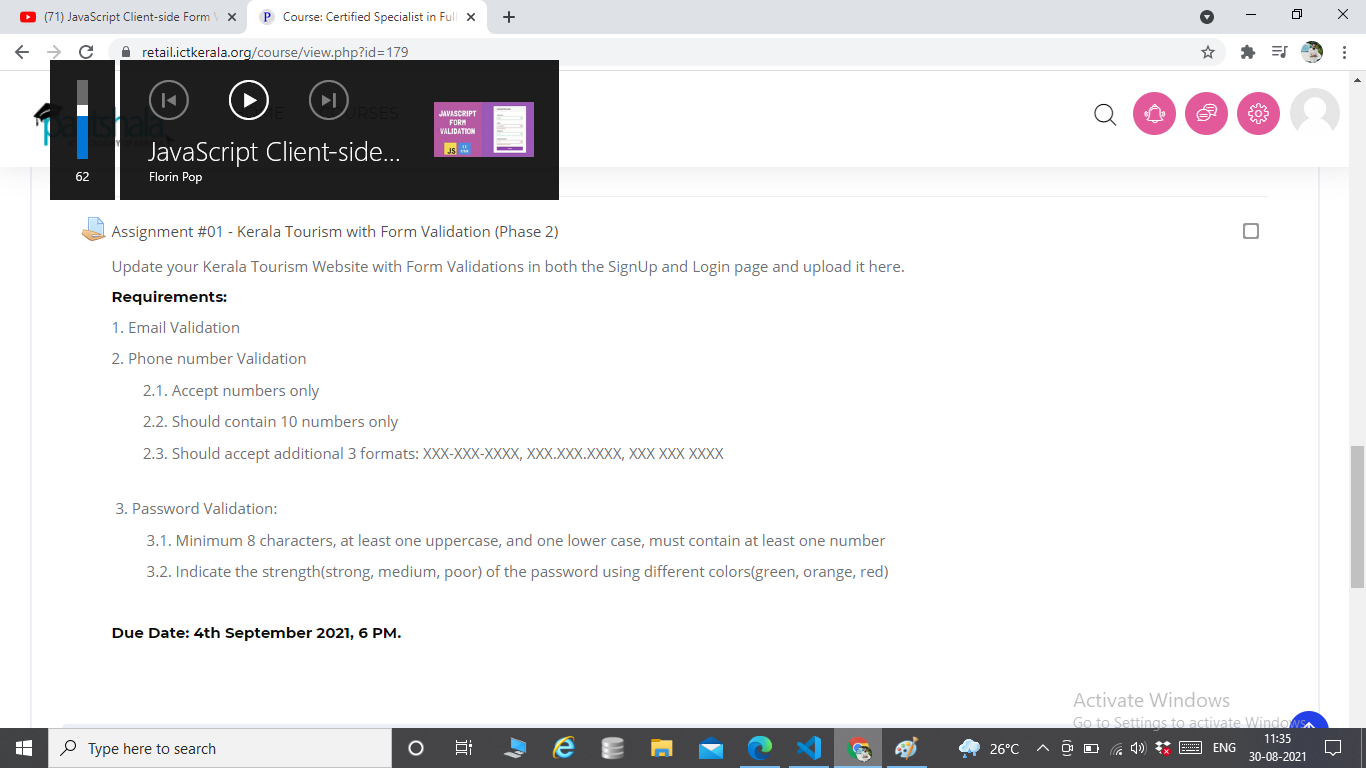 (71) JavaScript Client-side Form V
Course: Certified Specialist in Full
retail.ictkerala.org/course/view.php?id=179
62
JavaScript Client-side...
Florin Pop
JAVASCRIPT
FORM
VALIDATION
JS
COURSES
Assignment #01 - Kerala Tourism with Form Validation (Phase 2)
Update your Kerala Tourism Website with Form Validations in both the SignUp and Login page and upload it here.
Requirements:
1. Email Validation
2. Phone number Validation
2.1. Accept numbers only
2.2. Should contain 10 numbers only
2.3. Should accept additional 3 formats: XXX-XXX-XXXX, XXX.XXX.XXXX, XXX XXX XXXX
3. Password Validation:
3.1. Minimum 8 characters, at least one uppercase, and one lower case, must contain at least one number
3.2. Indicate the strength(strong, medium, poor) of the password using different colors(green, orange, red)
Due Date: 4th September 2021, 6 PM.
Activate Windows
Go to Settings to activate Windows.
Type here to search
26°C
ENG
11:35
30-08-2021